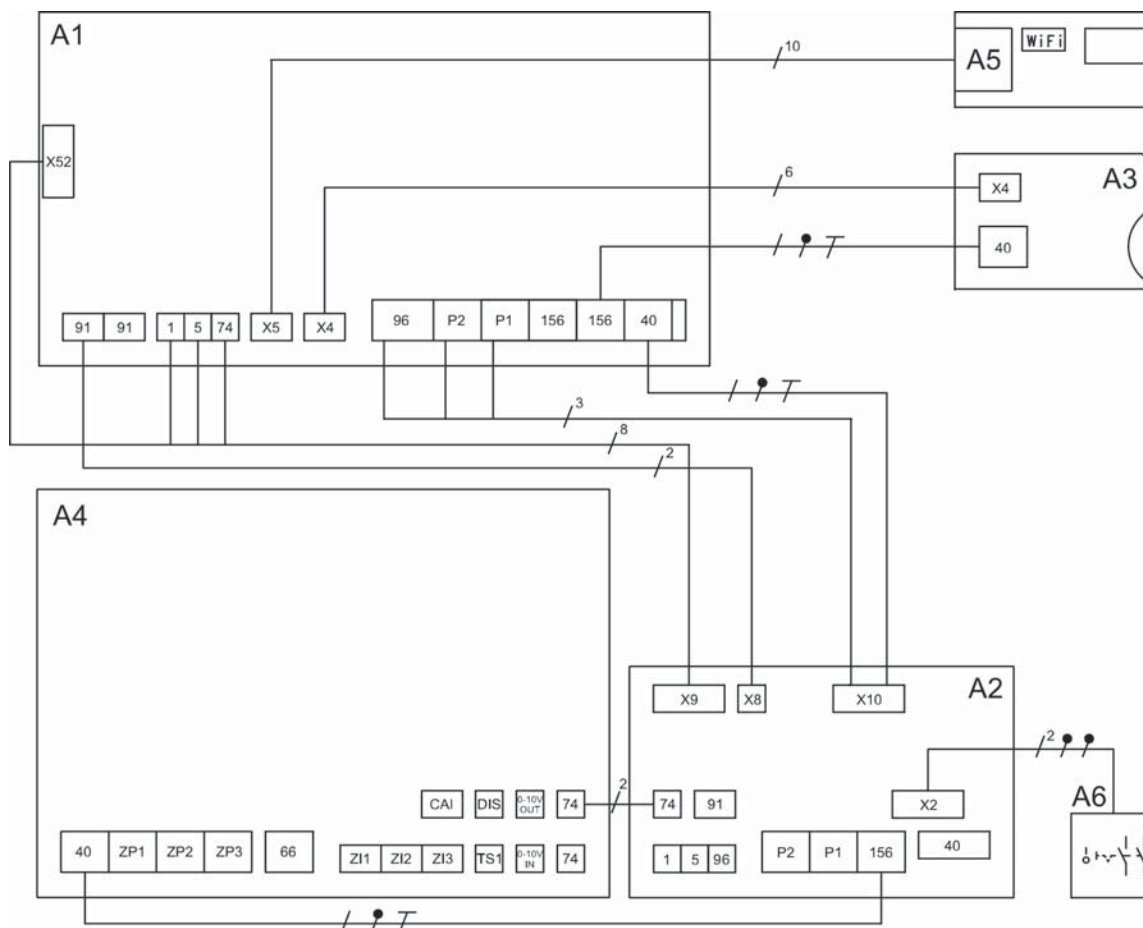 A1
10
A5
WiFi
X52
6
X4
A3
40
91
91
1
5
74
X5
X4
96
P2
P1
156
156
40
3
8
2
A4
A2
X9
X8
X10
2
CAI
DIS
0-10V
OUT
74
2
74
91
X2
A6
40
ZP1
ZP2
ZP3
66
ZI1
ZI2
ZI3
TS1
0-10V
IN
74
1
5
96
P2
P1
156
40